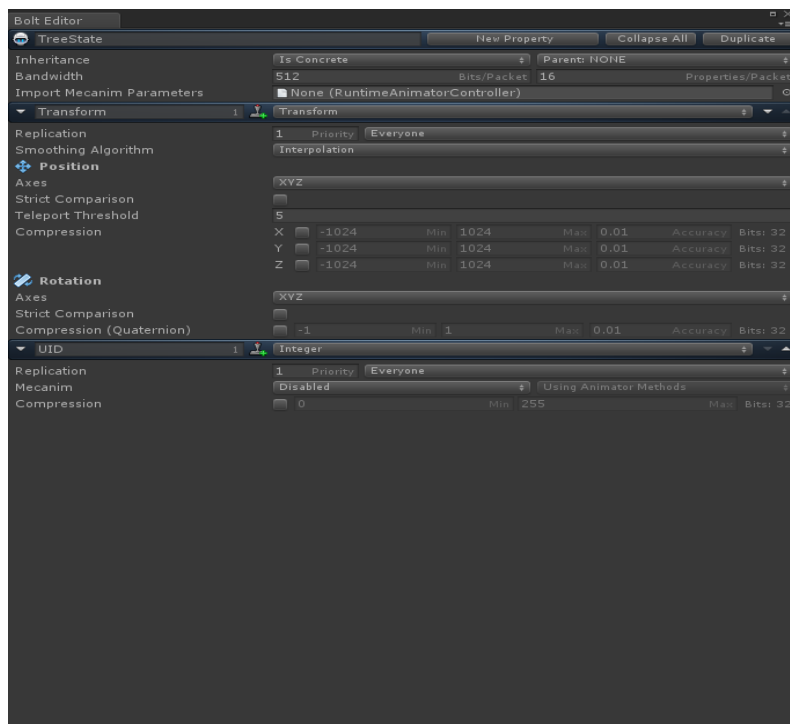 Bolt Editor
TreeState New Property Collapse All Duplicate
Inheritance Is Concrete Parent: NONE
Bandwidth 512 Bits/Packet 16 Properties/Packet
Import Mecanim Parameters None (RuntimeAnimatorController)
Transform 1 Transform
Replication 1 Priority Everyone
Smoothing Algorithm Interpolation
Position
Axes XYZ
Strict Comparison
Teleport Threshold 5
Compression X -1024 Min 1024 Max 0.01 Accuracy Bits: 32
Y -1024 Min 1024 Max 0.01 Accuracy Bits: 32
Z -1024 Min 1024 Max 0.01 Accuracy Bits: 32
Rotation
Axes XYZ
Strict Comparison
Compression (Quaternion) -1 Min 1 Max 0.01 Accuracy Bits: 32
UID 1 Integer
Replication 1 Priority Everyone
Mecanim Disabled Using Animator Methods
Compression 0 Min 255 Max Bits: 32